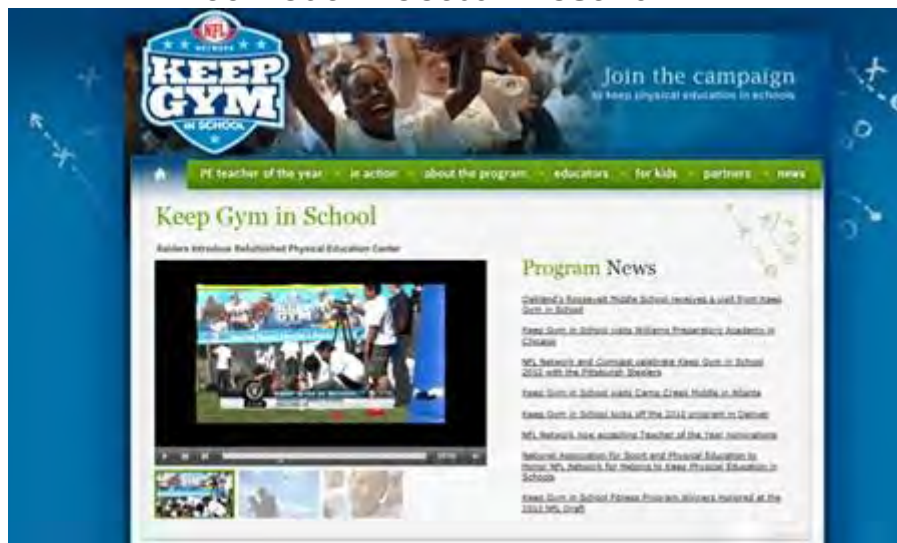 NFL
NETWORK
KEEP
GYM
IN SCHOOL
Join the campaign
to keep physical education in schools
PE teacher of the year
in action
about the program
educators
for kids
partners
news
Keep Gym in School
Raiders Introduce Refurbished Physical Education Center
Program News
Oakland's Roosevelt Middle School receives a visit from Keep
Gym in School
Keep Gym in School visits Williams Preparatory Academy in
Chicago
NFL Network and Comcast celebrate Keep Gym in School
with the Pittsburgh Steelers
Keep Gym in School visits Camp Creek Middle in Atlanta
Keep Gym in School kicks off the 2010 program in Denver
NFL Network now accepting Teacher of the Year nominations
National Association for Sport and Physical Education to
Honor NFL Network for Helping to Keep Physical Education in
Schools
Keep Gym in School Fitness Program Winners Honored at the
NFL Draft